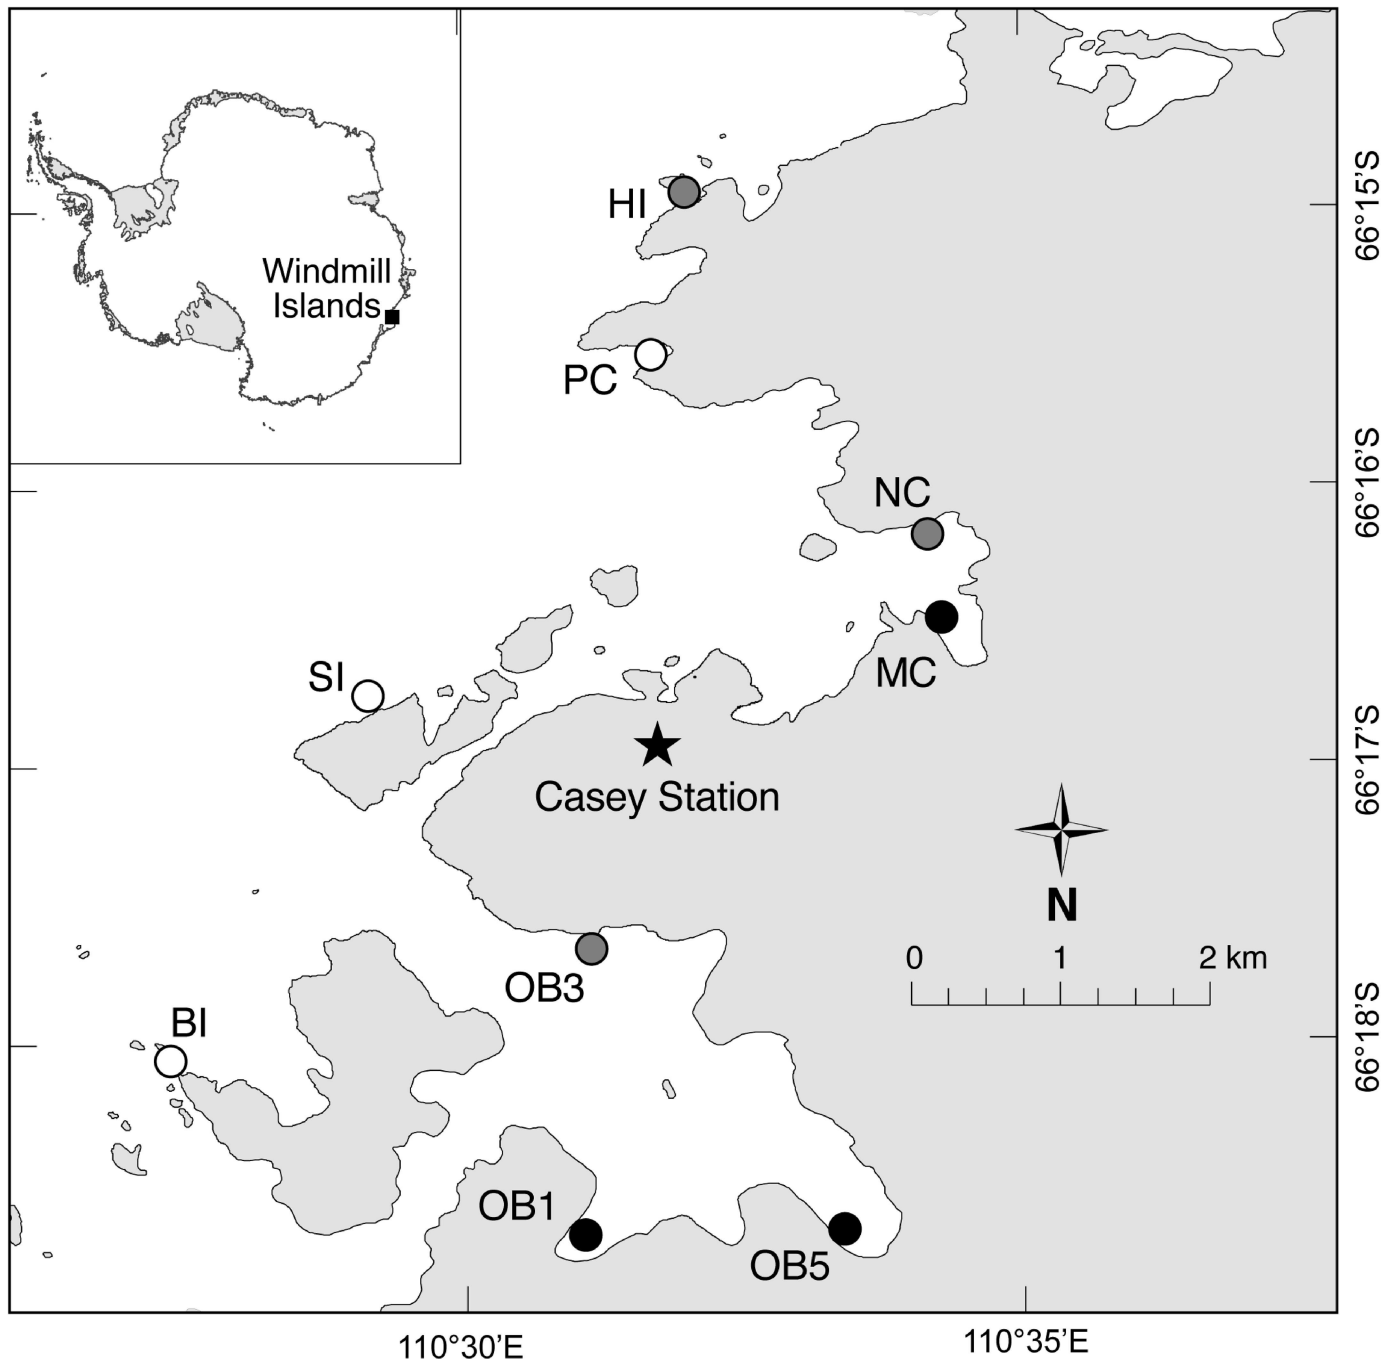 Windmill
Islands
HI
66°15'S
PC
66°16'S
NC
MC
SI
66°17'S
Casey Station
N
0 1 2 km
OB3
BI
66°18'S
OB1
OB5
110°30'E
110°35'E